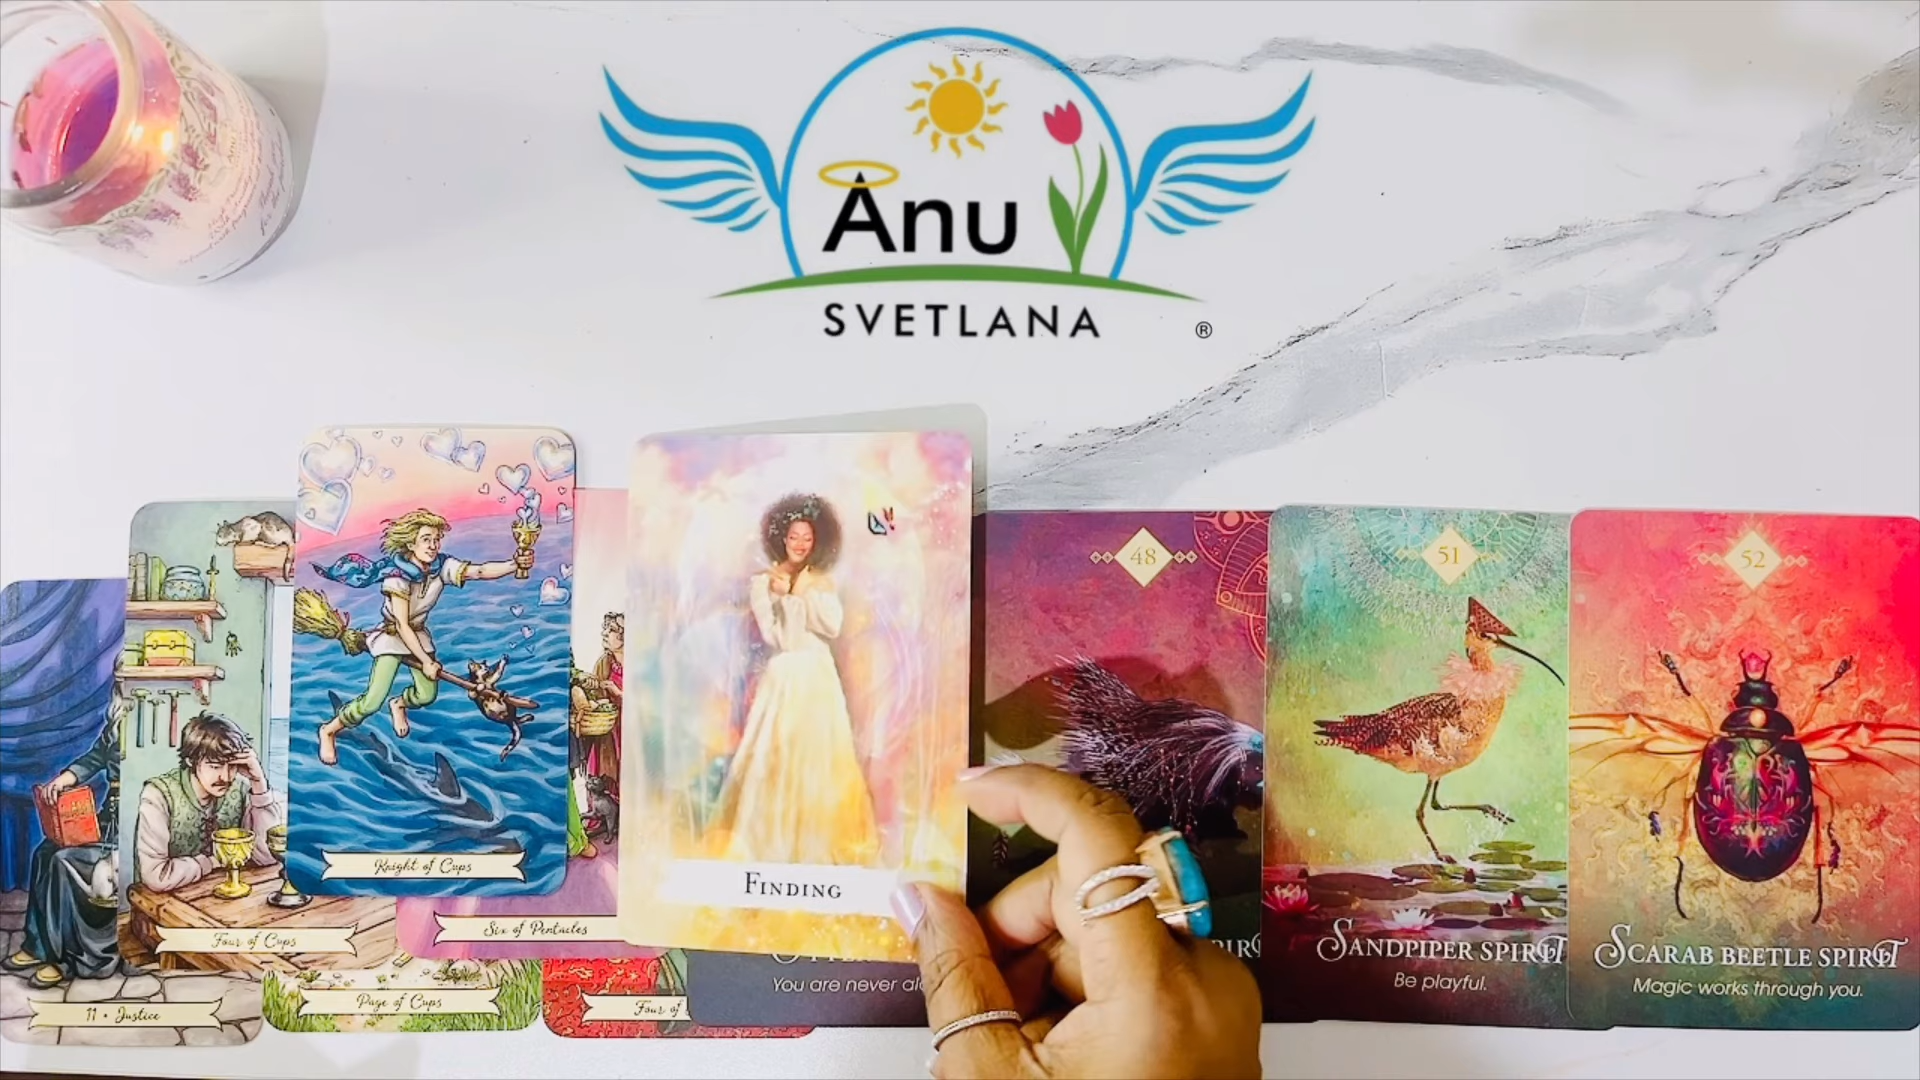 Anu
SVETLANA
®
48
51
52
Knight of Cups
FINDING
Four of Cups
Six of Pentacles
SANDPIPER SPIRIT
SCARAB BEETLE SPIRIT
You are never
Be playful.
Magic works through you.
11 • Justice
Page of Cups
Four of